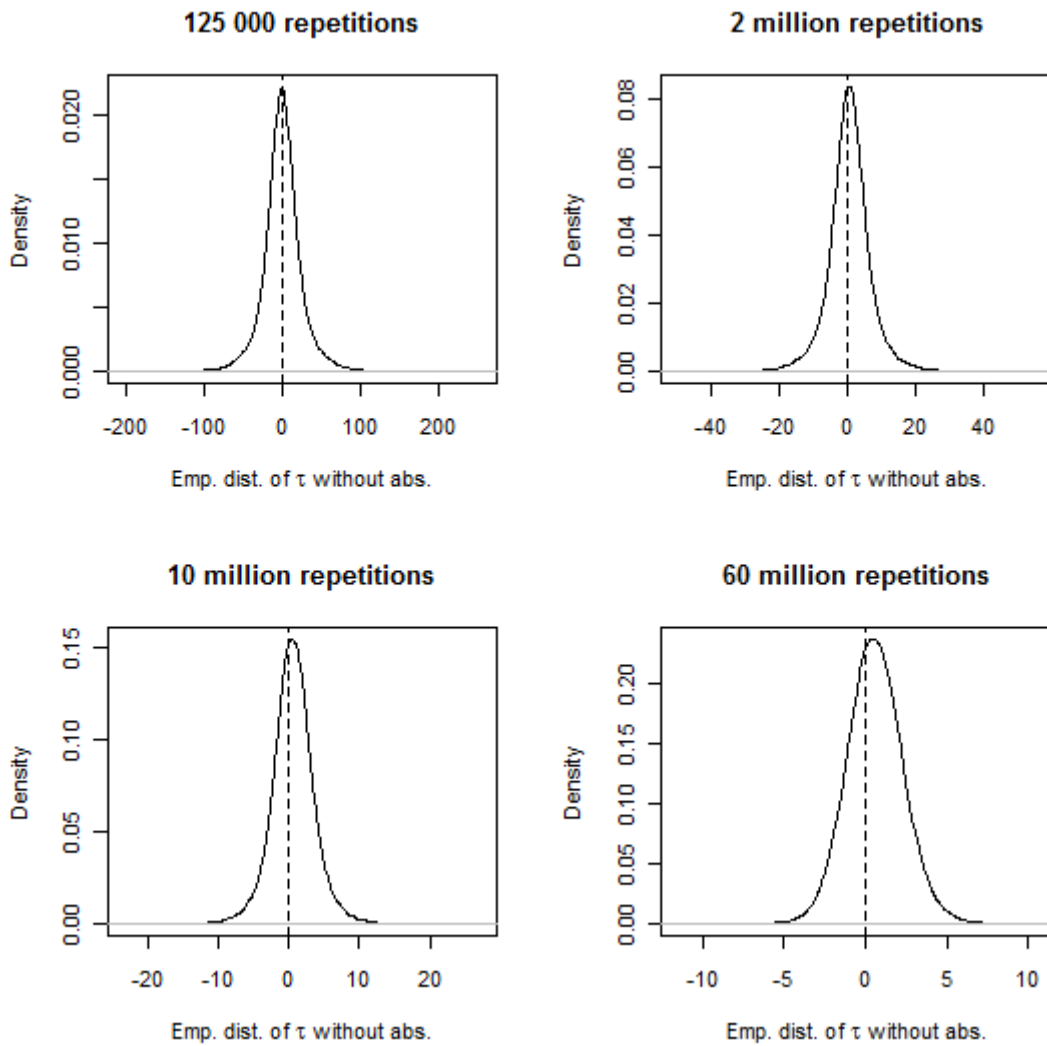 125 000 repetitions
Density
0.000 0.010 0.020
-200 -100 0 100 200
Emp. dist. of τ without abs.
2 million repetitions
Density
0.00 0.02 0.04 0.06 0.08
-40 -20 0 20 40
Emp. dist. of τ without abs.
10 million repetitions
Density
0.00 0.05 0.10 0.15
-20 -10 0 10 20
Emp. dist. of τ without abs.
60 million repetitions
Density
0.00 0.05 0.10 0.15 0.20
-10 -5 0 5 10
Emp. dist. of τ without abs.